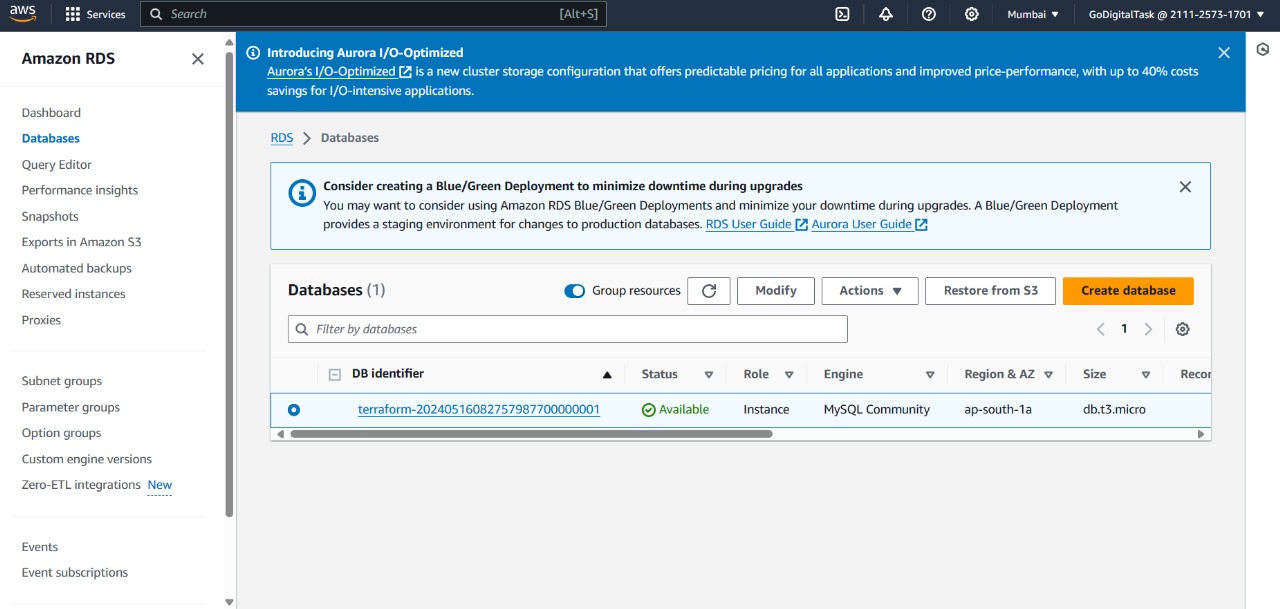 aws
Services
Search [Alt+S]
Mumbai
GoDigitalTask @ 2111-2573-1701
Amazon RDS
Dashboard
Databases
Query Editor
Performance insights
Snapshots
Exports in Amazon S3
Automated backups
Reserved instances
Proxies
Subnet groups
Parameter groups
Option groups
Custom engine versions
Zero-ETL integrations New
Events
Event subscriptions
Introducing Aurora I/O-Optimized
Aurora's I/O-Optimized is a new cluster storage configuration that offers predictable pricing for all applications and improved price-performance, with up to 40% costs
savings for I/O-intensive applications.
RDS > Databases
Consider creating a Blue/Green Deployment to minimize downtime during upgrades
You may want to consider using Amazon RDS Blue/Green Deployments and minimize your downtime during upgrades. A Blue/Green Deployment
provides a staging environment for changes to production databases. RDS User Guide Aurora User Guide
Databases (1) Group resources Modify Actions Restore from S3 Create database
Filter by databases 1
DB identifier Status Role Engine Region & AZ Size Recor
terraform-20240516082757987700000001 Available Instance MySQL Community ap-south-1a db.t3.micro